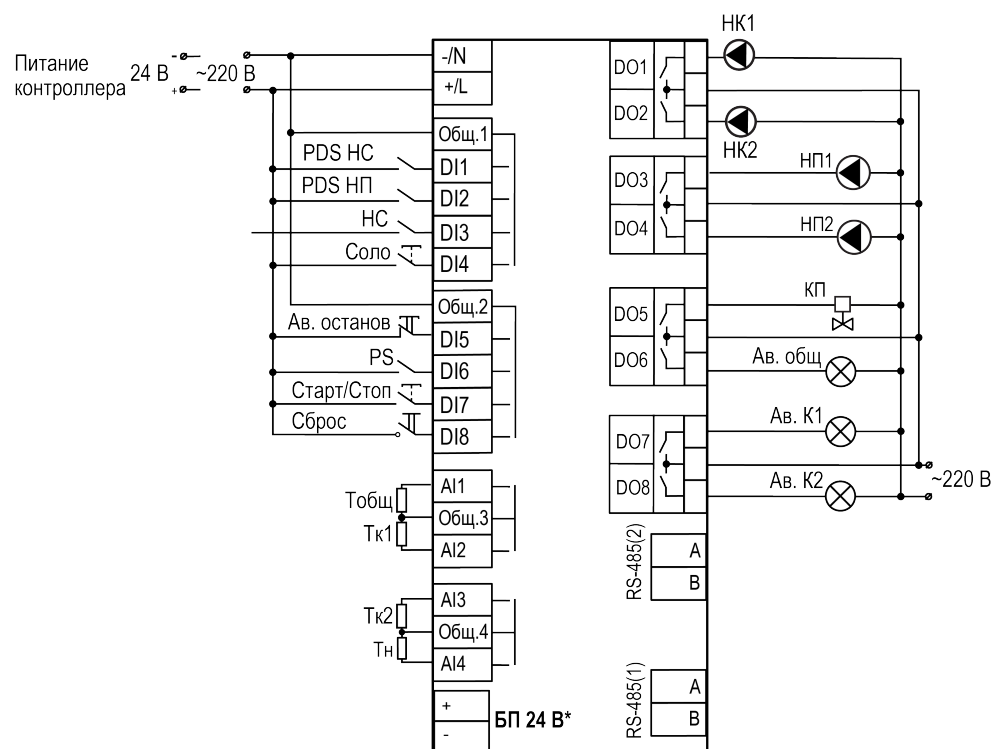 Питание контроллера
-
+
24 В
~220 В
-/N
+/L
Общ.1
PDS НС
DI1
PDS НП
DI2
НС
DI3
Соло
DI4
Общ.2
Ав. останов
DI5
PS
DI6
Старт/Стоп
DI7
Сброс
DI8
Тобщ
AI1
Общ.3
Тк1
AI2
Тк2
AI3
Общ.4
Тн
AI4
+
-
БП 24 В*
НК1
DO1
DO2
НК2
DO3
НП1
DO4
НП2
DO5
КП
DO6
Ав. общ
DO7
Ав. К1
DO8
Ав. К2
~220 В
RS-485(2)
A
B
RS-485(1)
A
B